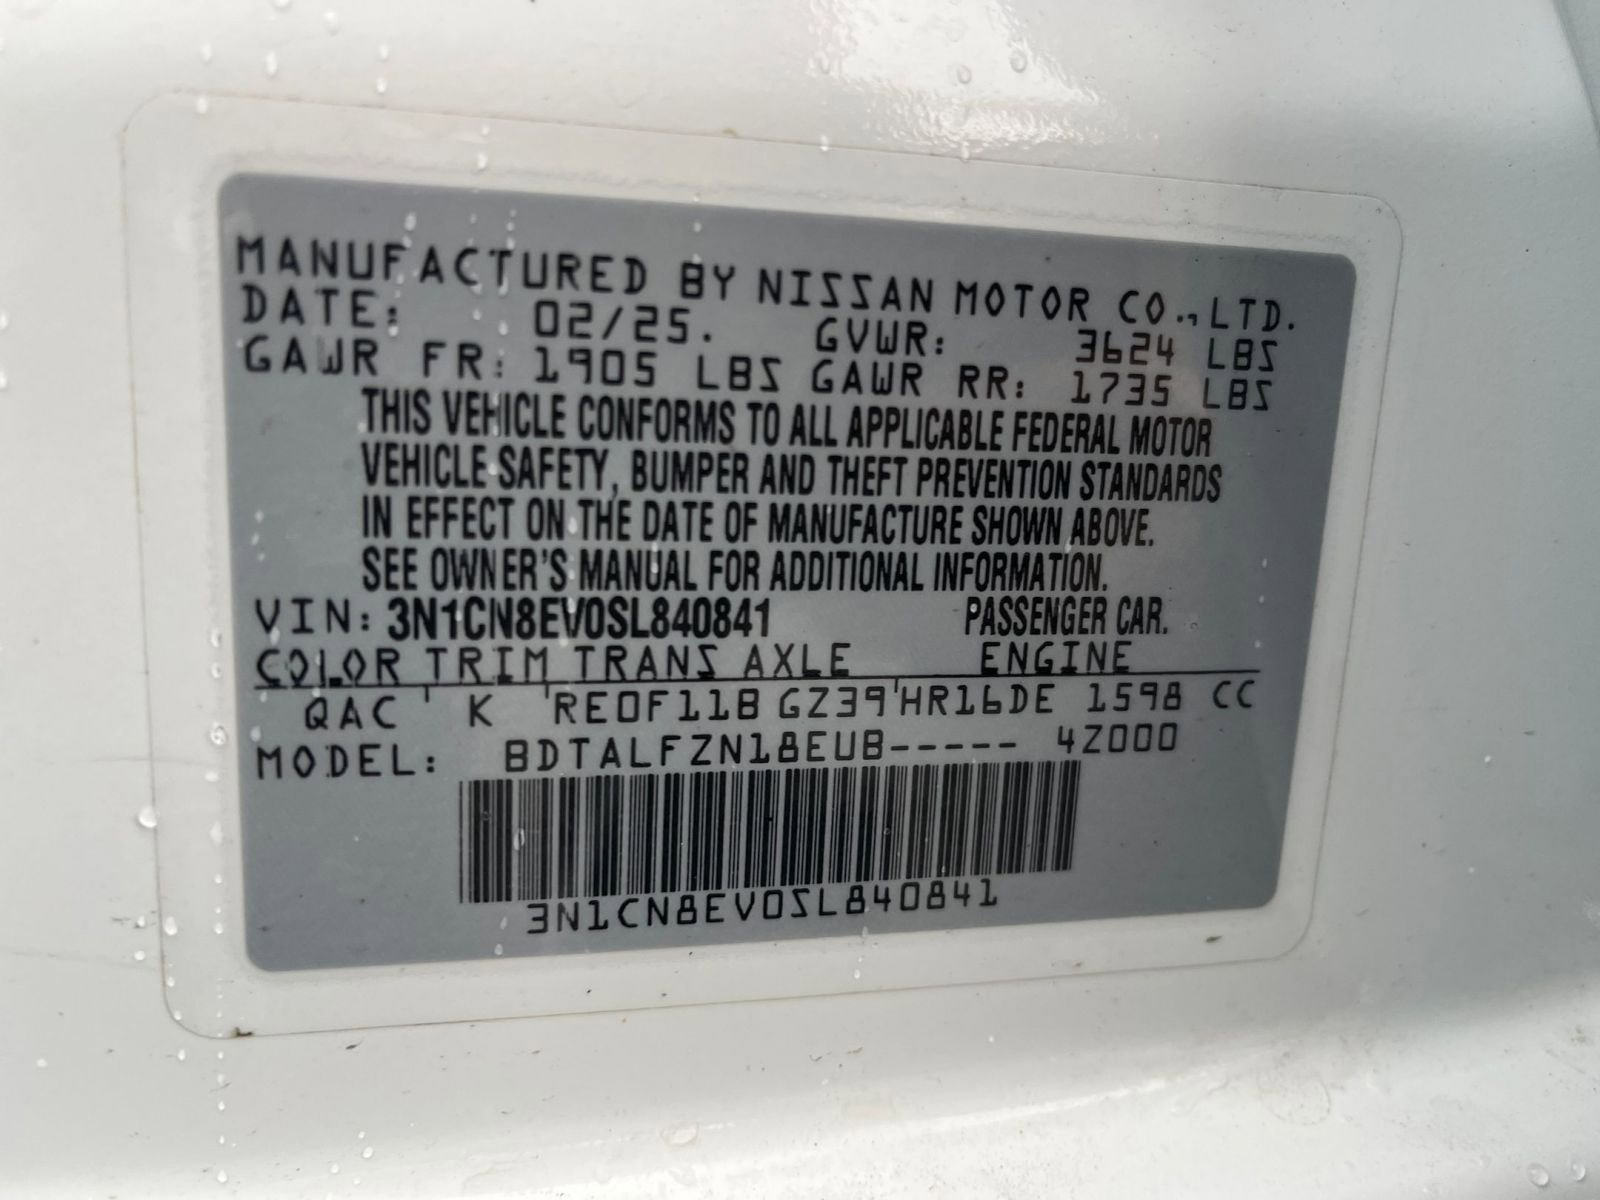 MANUFACTURED BY NISSAN MOTOR CO., LTD.
DATE: 02/25. GVWR: 3624 LBS
GAWR FR: 1905 LBS GAWR RR: 1735 LBS
THIS VEHICLE CONFORMS TO ALL APPLICABLE FEDERAL MOTOR
VEHICLE SAFETY, BUMPER AND THEFT PREVENTION STANDARDS
IN EFFECT ON THE DATE OF MANUFACTURE SHOWN ABOVE.
SEE OWNER'S MANUAL FOR ADDITIONAL INFORMATION.
VIN: 3N1CN8EV0SL840841 PASSENGER CAR.
COLOR TRIM TRANS AXLE ENGINE
QAC ' K ' RE0F11B GZ39'HR16DE 1598 CC
MODEL: BDTALFZN18EUB----- 4Z000
3N1CN8EV0SL840841